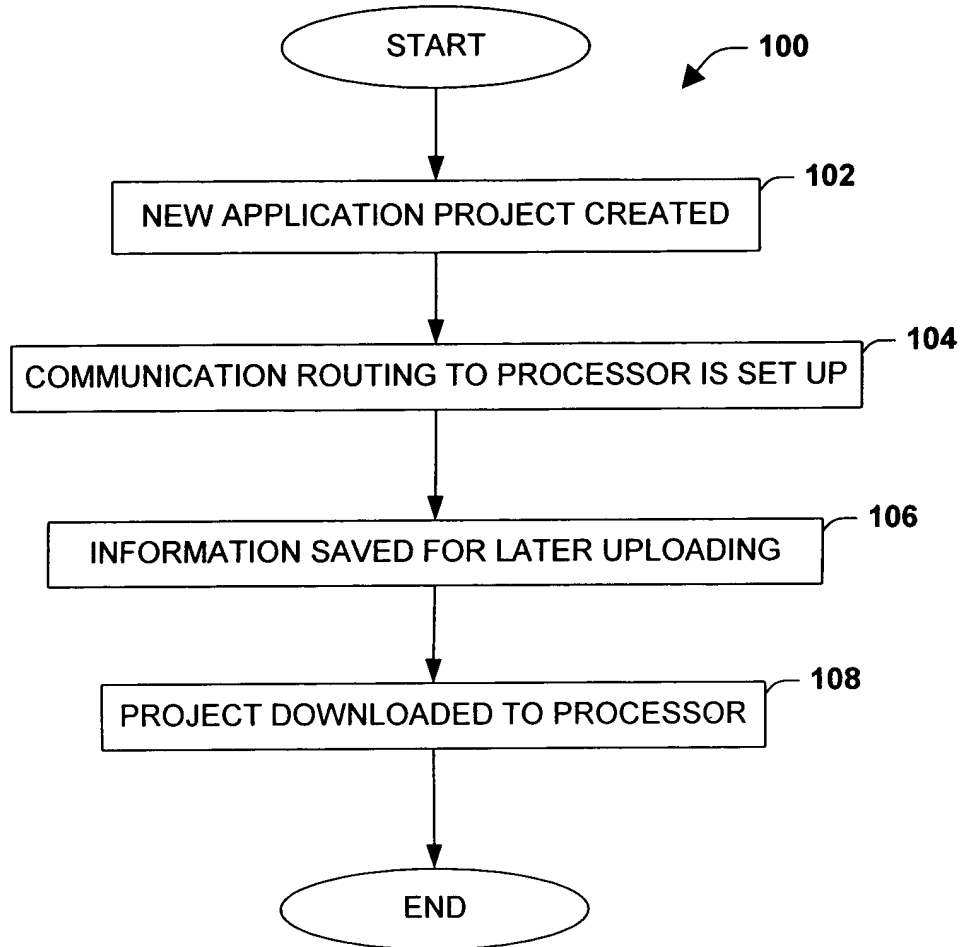 START
100
102
NEW APPLICATION PROJECT CREATED
104
COMMUNICATION ROUTING TO PROCESSOR IS SET UP
106
INFORMATION SAVED FOR LATER UPLOADING
108
PROJECT DOWNLOADED TO PROCESSOR
END